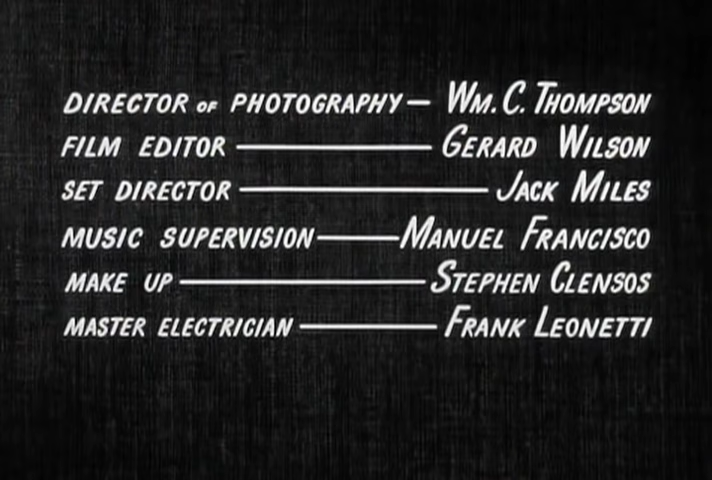 DIRECTOR OF PHOTOGRAPHY — WM. C. THOMPSON
FILM EDITOR — GERARD WILSON
SET DIRECTOR — JACK MILES
MUSIC SUPERVISION — MANUEL FRANCISCO
MAKE UP — STEPHEN CLENSOS
MASTER ELECTRICIAN — FRANK LEONETTI